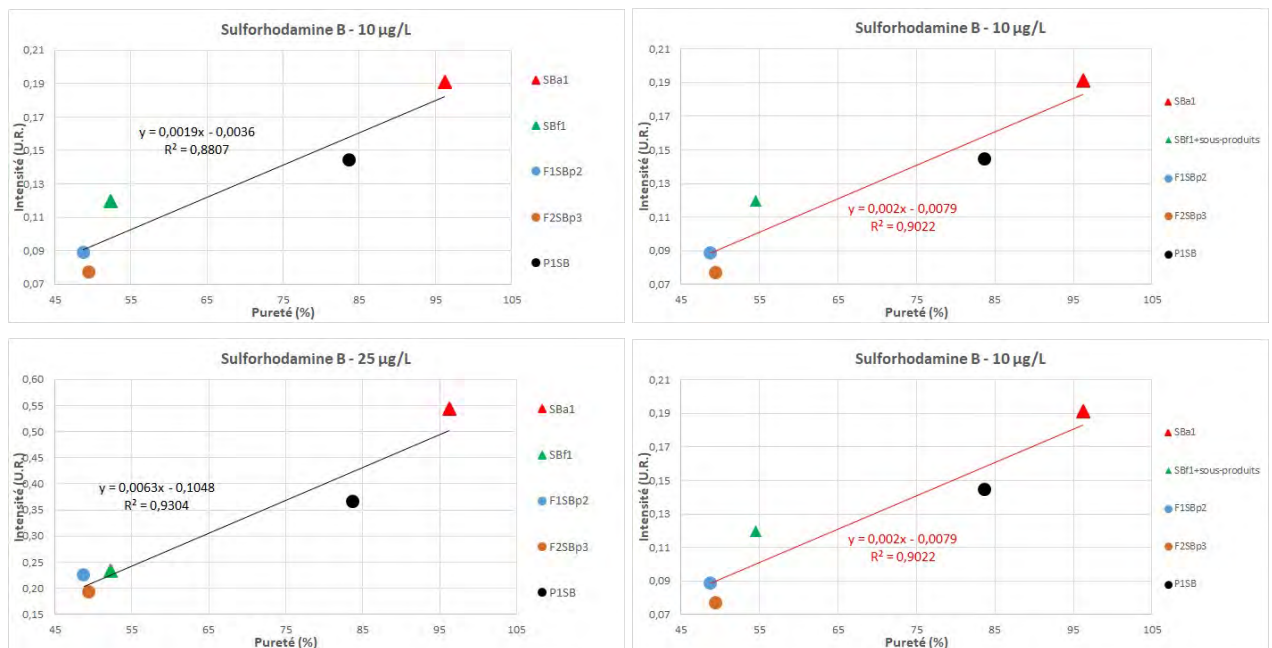 Sulforhodamine B - 10 µg/L
Intensité (U.R.)
0,21
0,19
0,17
0,15
0,13
0,11
0,09
0,07
y = 0,0019x - 0,0036
R² = 0,8807
45 55 65 75 85 95 105
Pureté (%)
SBa1
SBf1
F1SBp2
F2SBp3
P1SB
Sulforhodamine B - 10 µg/L
Intensité (U.R.)
0,21
0,19
0,17
0,15
0,13
0,11
0,09
0,07
y = 0,002x - 0,0079
R² = 0,9022
45 55 65 75 85 95 105
Pureté (%)
SBa1
SBf1+sous-produits
F1SBp2
F2SBp3
P1SB
Sulforhodamine B - 25 µg/L
Intensité (U.R.)
0,60
0,55
0,50
0,45
0,40
0,35
0,30
0,25
0,20
0,15
y = 0,0063x - 0,1048
R² = 0,9304
45 55 65 75 85 95 105
Pureté (%)
SBa1
SBf1
F1SBp2
F2SBp3
P1SB
Sulforhodamine B - 10 µg/L
Intensité (U.R.)
0,21
0,19
0,17
0,15
0,13
0,11
0,09
0,07
y = 0,002x - 0,0079
R² = 0,9022
45 55 65 75 85 95 105
Pureté (%)
SBa1
SBf1+sous-produits
F1SBp2
F2SBp3
P1SB